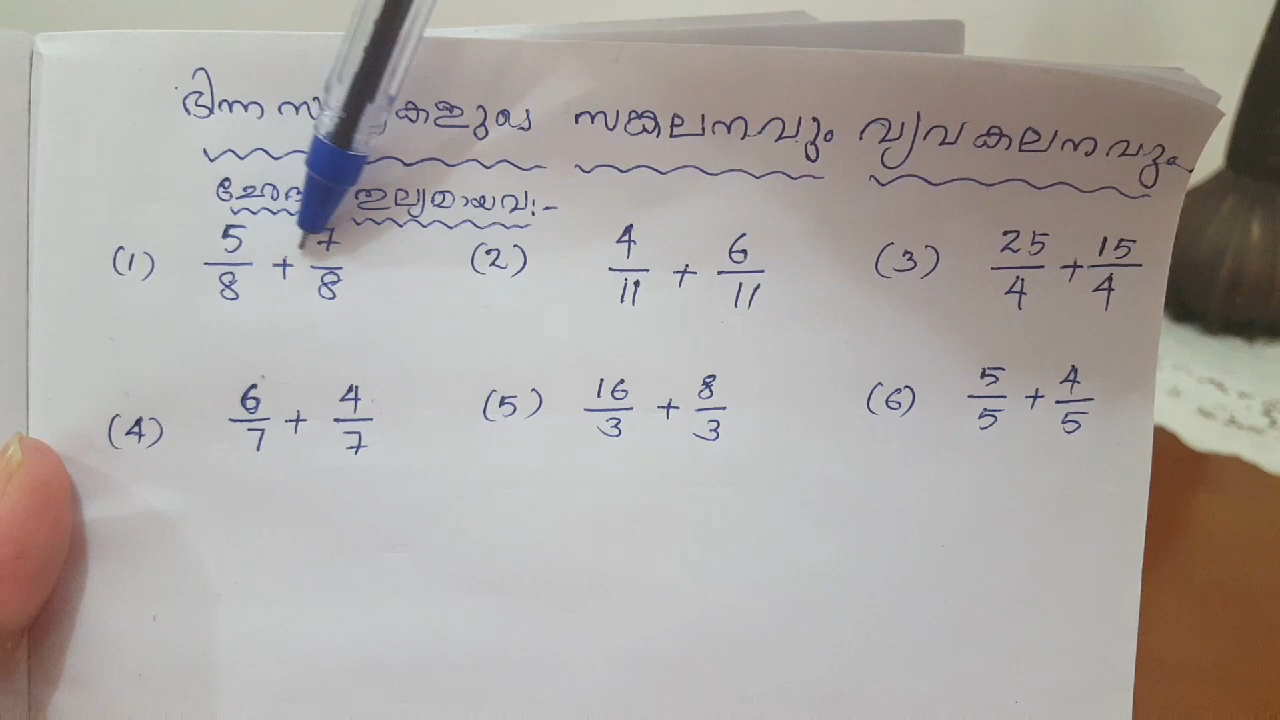 ഭിന്ന സംഖ്യകളുടെ സങ്കലനവും വ്യവകലനവും
ഛേദം തുല്യമായവ:-
(1) 5/8 + 7/8 (2) 4/11 + 6/11 (3) 25/4 + 15/4
(4) 6/7 + 4/7 (5) 16/3 + 8/3 (6) 5/5 + 4/5